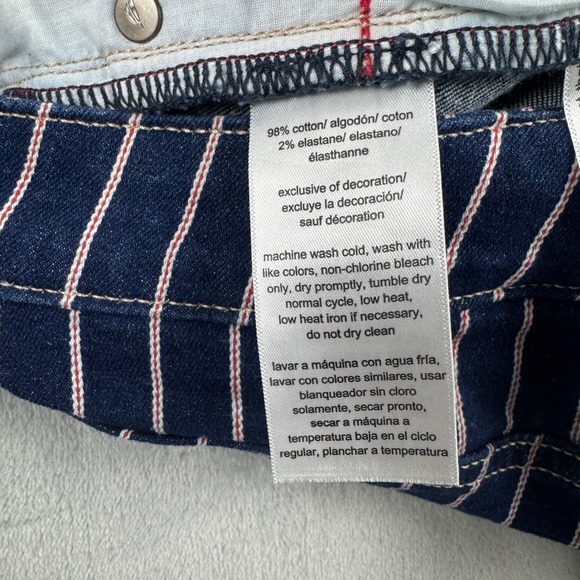 98% cotton/ algodón/ coton
2% elastane/ elastano/
élasthanne
exclusive of decoration/
excluye la decoración/
sauf décoration
machine wash cold, wash with
like colors, non-chlorine bleach
only, dry promptly, tumble dry
normal cycle, low heat,
low heat iron if necessary,
do not dry clean
lavar a máquina con agua fría,
lavar con colores similares, usar
blanqueador sin cloro
solamente, secar pronto,
secar a máquina a
temperatura baja en el ciclo
regular, planchar a temperatura